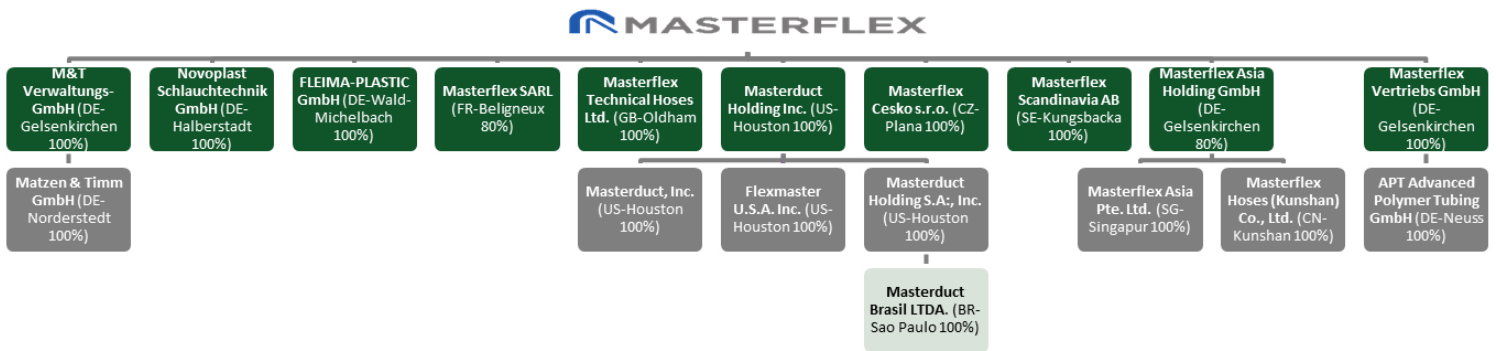 MASTERFLEX
M&T
Verwaltungs-
GmbH (DE-
Gelsenkirchen
100%)
Novoplast
Schlauchtechnik
GmbH (DE-
Halberstadt
100%)
FLEIMA-PLASTIC
GmbH (DE-Wald-
Michelbach
100%)
Masterflex SARL
(FR-Beligneux
80%)
Masterflex
Technical Hoses
Ltd. (GB-Oldham
100%)
Masterduct
Holding Inc. (US-
Houston 100%)
Masterflex
Cesko s.r.o. (CZ-
Plana 100%)
Masterflex
Scandinavia AB
(SE-Kungsbacka
100%)
Masterflex Asia
Holding GmbH
(DE-
Gelsenkirchen
80%)
Masterflex
Vertriebs GmbH
(DE-
Gelsenkirchen
100%)
Matzen & Timm
GmbH (DE-
Norderstedt
100%)
Masterduct, Inc.
(US-Houston
100%)
Flexmaster
U.S.A. Inc. (US-
Houston 100%)
Masterduct
Holding S.A:, Inc.
(US-Houston
100%)
Masterflex Asia
Pte. Ltd. (SG-
Singapur 100%)
Masterflex
Hoses (Kunshan)
Co., Ltd. (CN-
Kunshan 100%)
APT Advanced
Polymer Tubing
GmbH (DE-Neuss
100%)
Masterduct
Brasil LTDA. (BR-
Sao Paulo 100%)